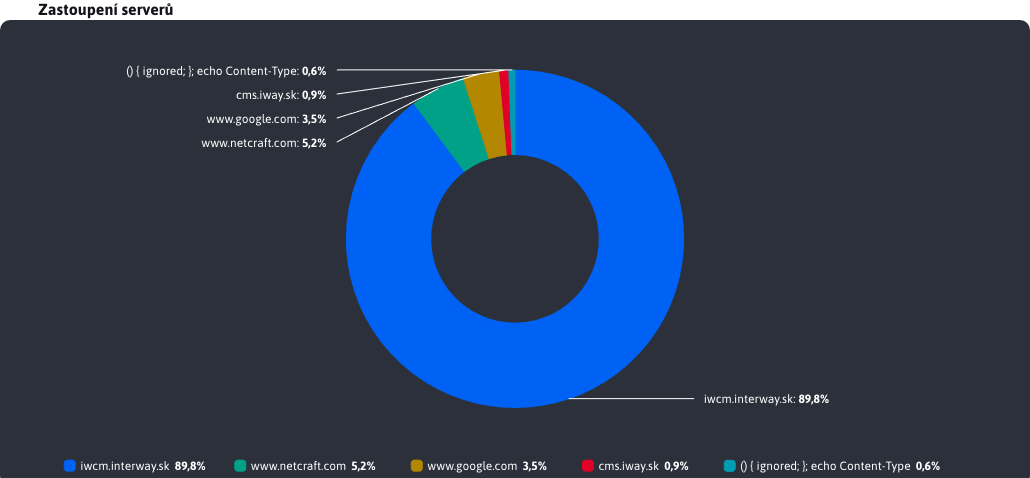 Zastoupení serverů
() { ignored; }; echo Content-Type: 0,6%
cms.iway.sk: 0,9%
www.google.com: 3,5%
www.netcraft.com: 5,2%
iwcm.interway.sk: 89,8%
iwcm.interway.sk 89,8% www.netcraft.com 5,2% www.google.com 3,5% cms.iway.sk 0,9% () { ignored; }; echo Content-Type 0,6%